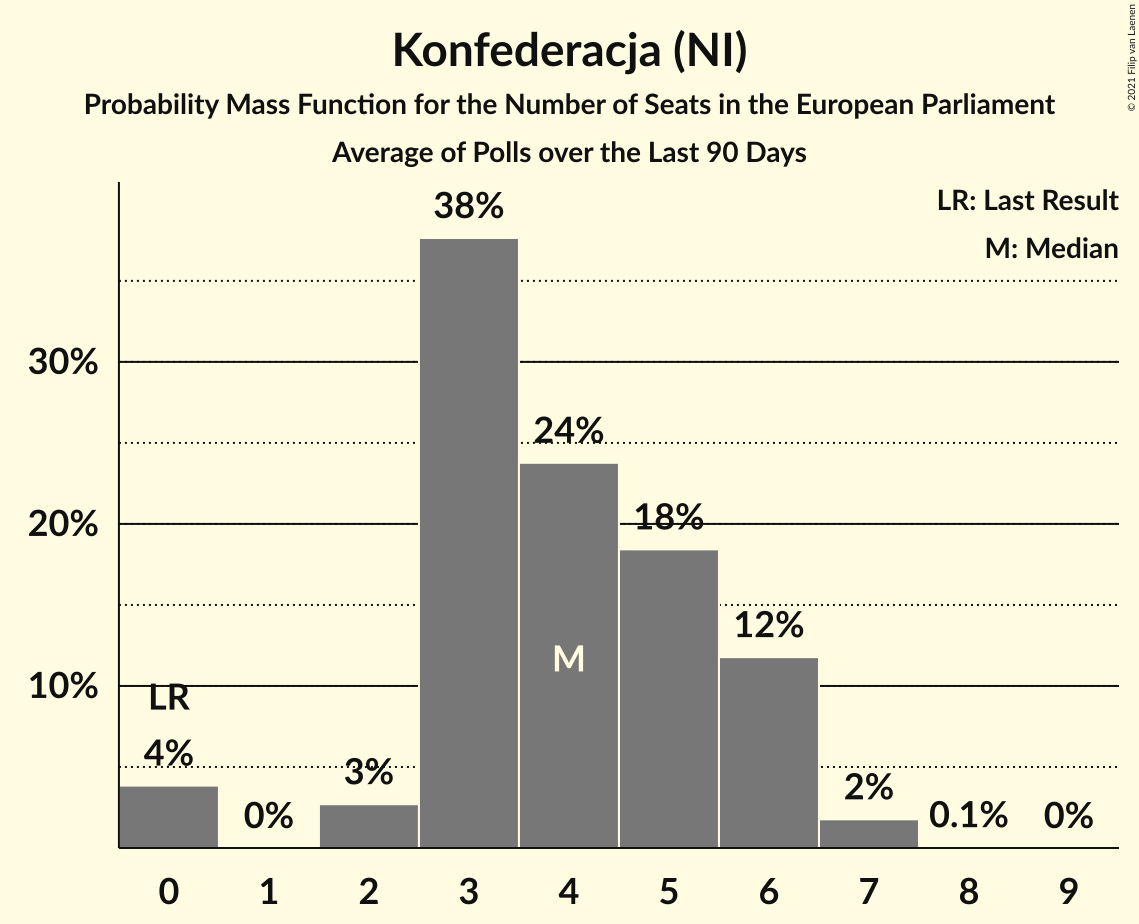 Konfederacja (NI)
Probability Mass Function for the Number of Seats in the European Parliament
Average of Polls over the Last 90 Days
© 2021 Filip van Laenen
LR: Last Result
M: Median
38%
30%
24%
20%
18%
12%
M
10%
LR
4%
3%
2%
0%
0.1%
0%
0 1 2 3 4 5 6 7 8 9